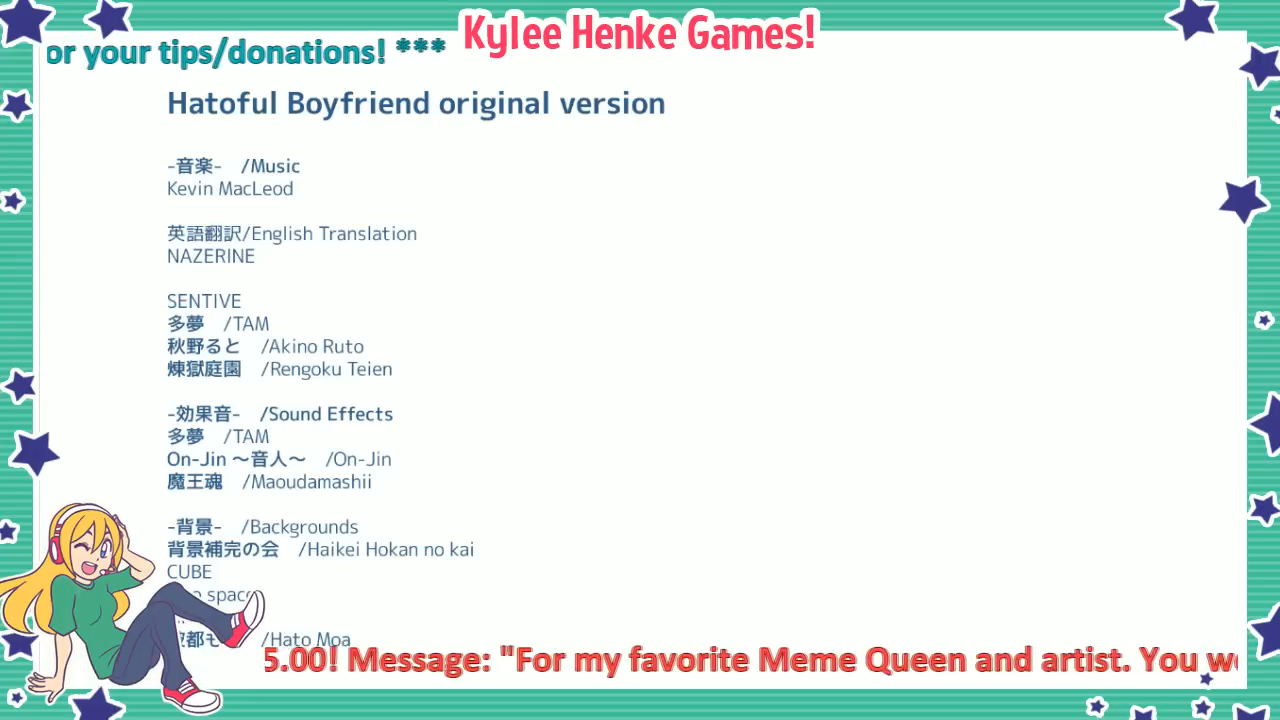 Kylee Henke Games!
or your tips/donations! ***
Hatoful Boyfriend original version
-音楽- /Music
Kevin MacLeod
英語翻訳/English Translation
NAZERINE
SENTIVE
多夢 /TAM
秋野ると /Akino Ruto
煉獄庭園 /Rengoku Teien
-効果音- /Sound Effects
多夢 /TAM
On-Jin ～音人～ /On-Jin
魔王魂 /Maoudamashii
-背景- /Backgrounds
背景補完の会 /Haikei Hokan no kai
CUBE
space
/Hato Moa
5.00! Message: "For my favorite Meme Queen and artist. You